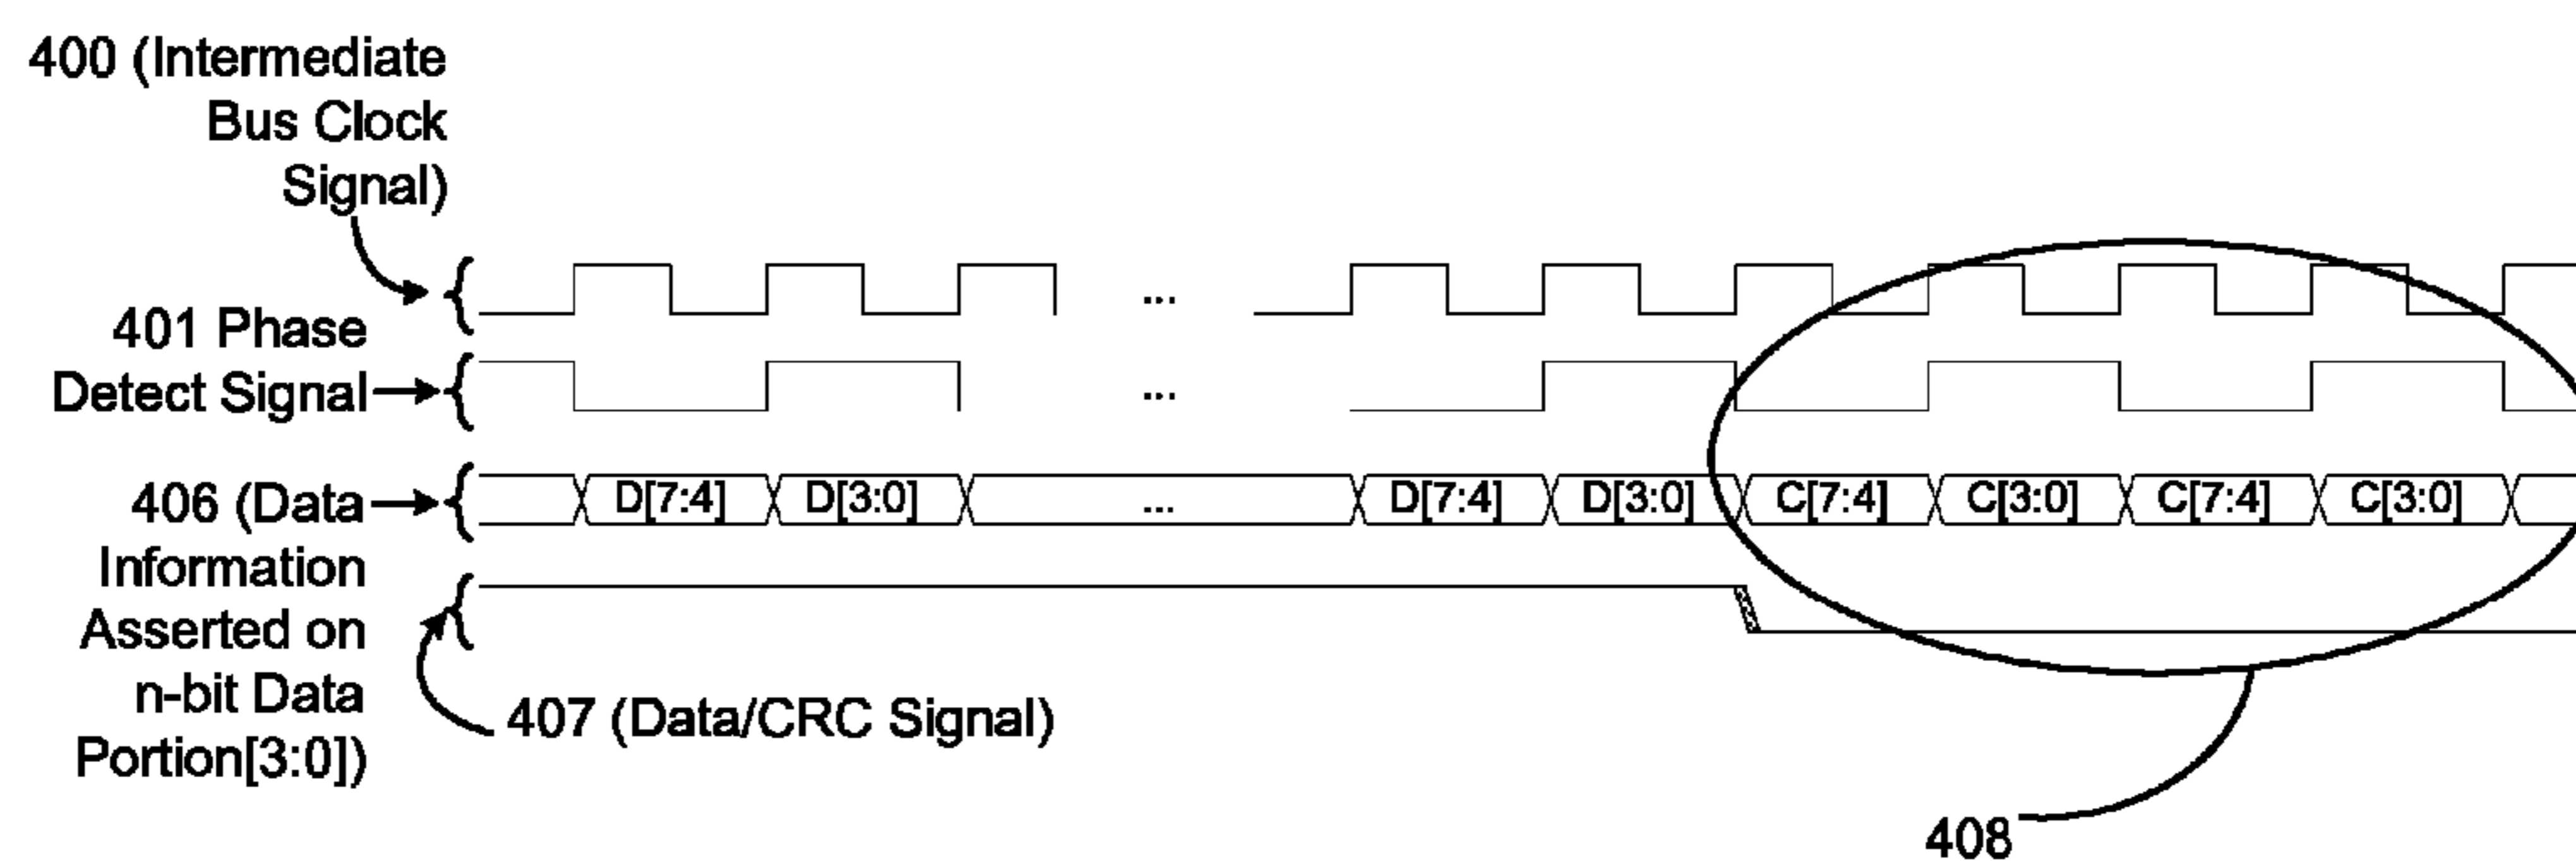 400 (Intermediate
Bus Clock
Signal)
...
401 Phase
Detect Signal
...
406 (Data
Information
Asserted on
n-bit Data
Portion[3:0])
D[7:4] D[3:0] ... D[7:4] D[3:0] C[7:4] C[3:0] C[7:4] C[3:0]
407 (Data/CRC Signal)
408